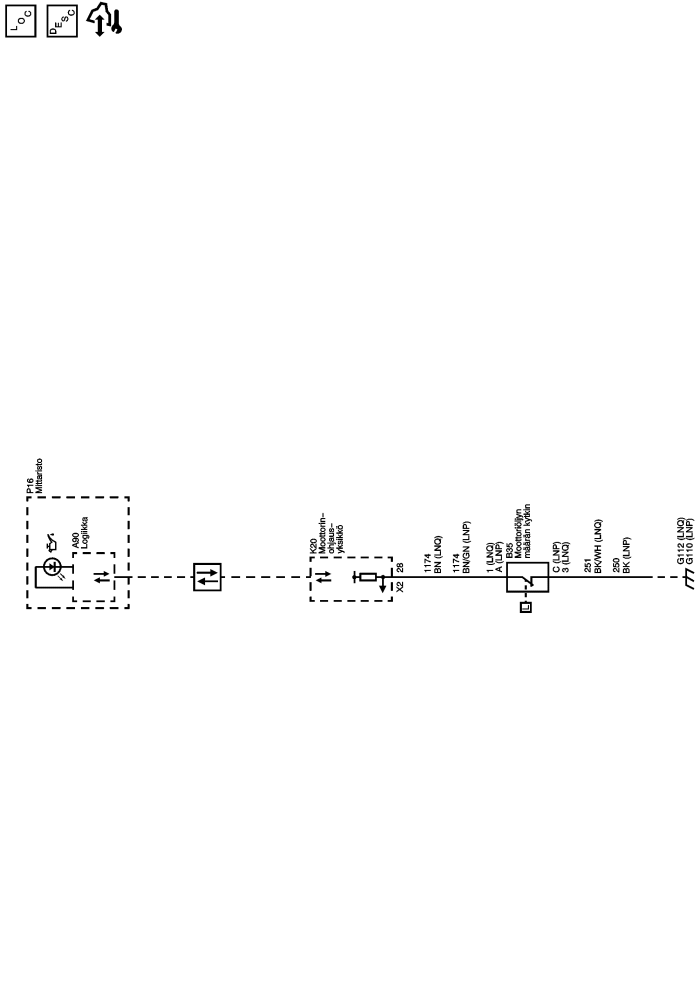 LOC
DESC
P16
Mittaristo
A90
Logiikka
K20
Moottorin-
ohjaus-
yksikkö
28
X2
1174
BN (LNQ)
1174
BN/GN (LNP)
1 (LNQ)
A (LNP)
B35
Moottoriöljyn
määrän kytkin
L
C (LNP)
3 (LNQ)
251
BK/WH (LNQ)
250
BK (LNP)
G112 (LNQ)
G110 (LNP)